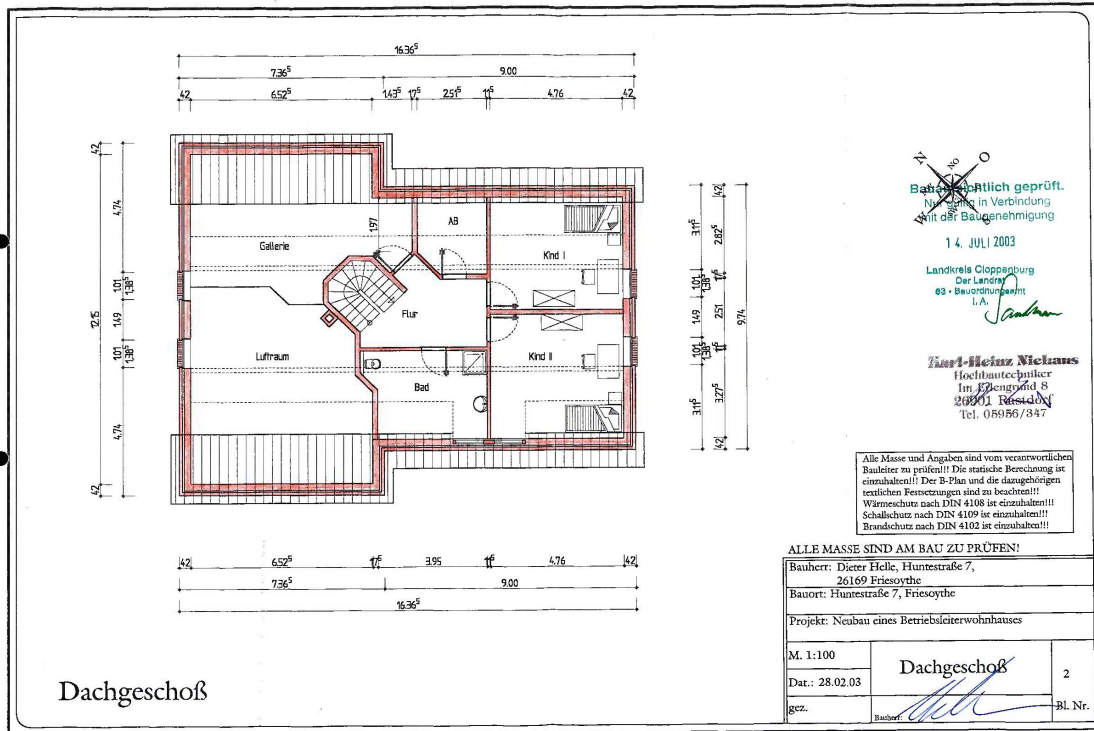 16.36⁵
7.36⁵ 9.00
42 6.52⁵ 1.43⁵ 17⁵ 2.51⁵ 11⁵ 4.76 42
42
4.74
1.01 1.38⁵
12.15
1.49
1.01 1.38⁵
4.74
42
Gallerie
1.97
AB
Kind I
Flur
Luftraum
Bad
Kind II
42
3.11⁵ 2.82⁵
1.01 1.38⁵ 17⁵
1.49 2.51
9.74
1.01 1.38⁵ 11⁵
3.11⁵ 3.27⁵
42
42 6.52⁵ 17⁵ 3.95 11⁵ 4.76 42
7.36⁵ 9.00
16.36⁵
N NO O
S
Bauaufsichtlich geprüft.
Nur gültig in Verbindung
mit der Baugenehmigung
14. JULI 2003
Landkreis Cloppenburg
Der Landrat
63 - Bauordnungsamt
I.A.
Karl-Heinz Niehaus
Hochbautechniker
Im Erlengrund 8
26901 Rastdorf
Tel. 05956/347
Alle Masse und Angaben sind vom verantwortlichen
Bauleiter zu prüfen!!! Die statische Berechnung ist
einzuhalten!!! Der B-Plan und die dazugehörigen
textlichen Festsetzungen sind zu beachten!!!
Wärmeschutz nach DIN 4108 ist einzuhalten!!!
Schallschutz nach DIN 4109 ist einzuhalten!!!
Brandschutz nach DIN 4102 ist einzuhalten!!!
ALLE MASSE SIND AM BAU ZU PRÜFEN!
Bauherr: Dieter Helle, Huntestraße 7,
26169 Friesoythe
Bauort: Huntestraße 7, Friesoythe
Projekt: Neubau eines Betriebsleiterwohnhauses
M. 1:100
Dachgeschoß
2
Dat.: 28.02.03
gez.
Bauherr:
Bl. Nr.
Dachgeschoß